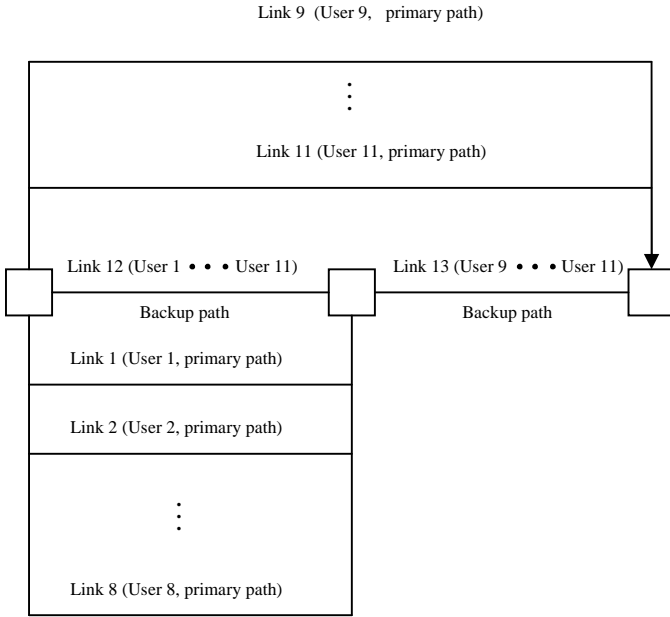 Link 9 (User 9, primary path)
Link 11 (User 11, primary path)
Link 12 (User 1 • • • User 11)
Link 13 (User 9 • • • User 11)
Backup path
Backup path
Link 1 (User 1, primary path)
Link 2 (User 2, primary path)
Link 8 (User 8, primary path)